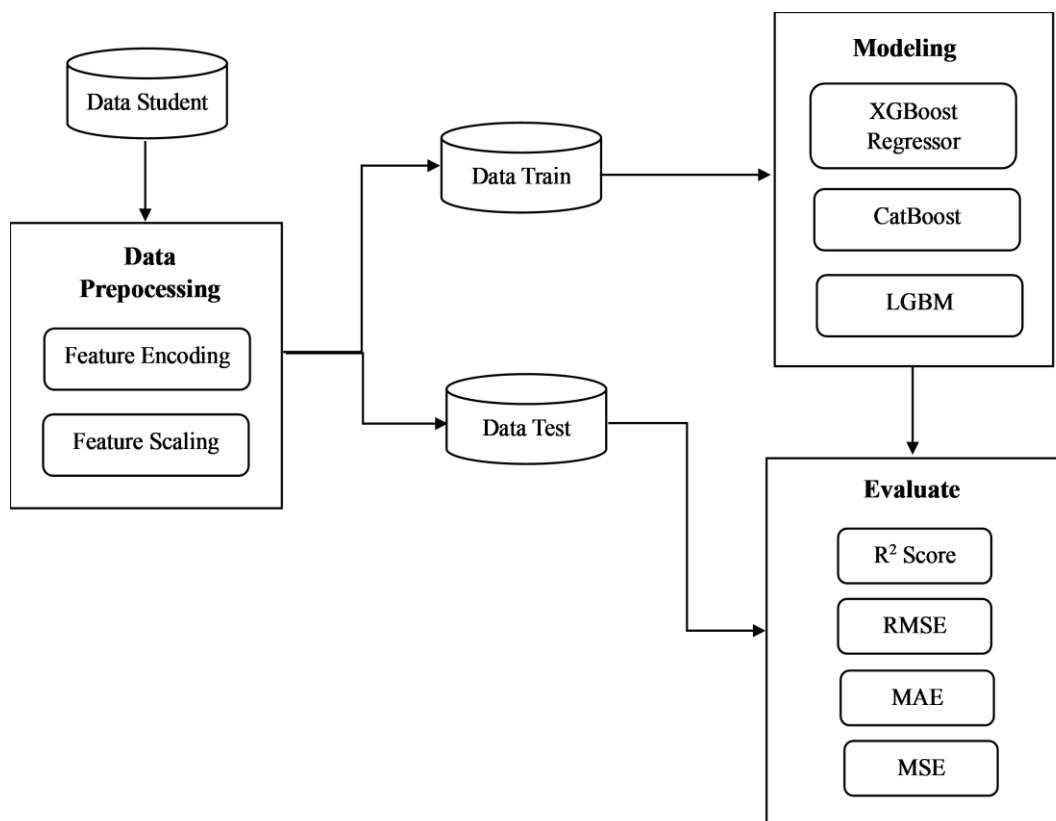 Data Student
Data
Prepocessing
Feature Encoding
Feature Scaling
Data Train
Data Test
Modeling
XGBoost
Regressor
CatBoost
LGBM
Evaluate
R² Score
RMSE
MAE
MSE